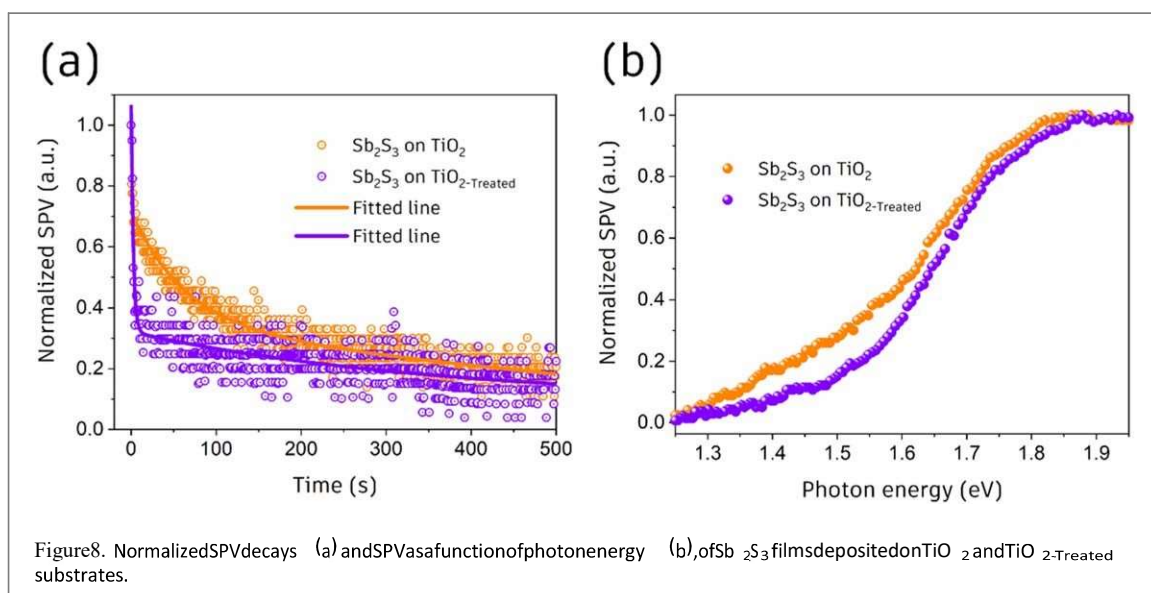 (a)
(b)
Normalized SPV (a.u.)
1.0
0.8
0.6
0.4
0.2
0.0
0
100
200
300
400
500
Time (s)
Sb2S3 on TiO2
Sb2S3 on TiO2-Treated
Fitted line
Fitted line
Normalized SPV (a.u.)
1.0
0.8
0.6
0.4
0.2
0.0
1.3
1.4
1.5
1.6
1.7
1.8
1.9
Photon energy (eV)
Sb2S3 on TiO2
Sb2S3 on TiO2-Treated
Figure8. NormalizedSPVdecays (a)andSPVasafunctionofphotonenergy (b),ofSb 2S3filmsdepositedonTiO 2andTiO 2-Treated
substrates.